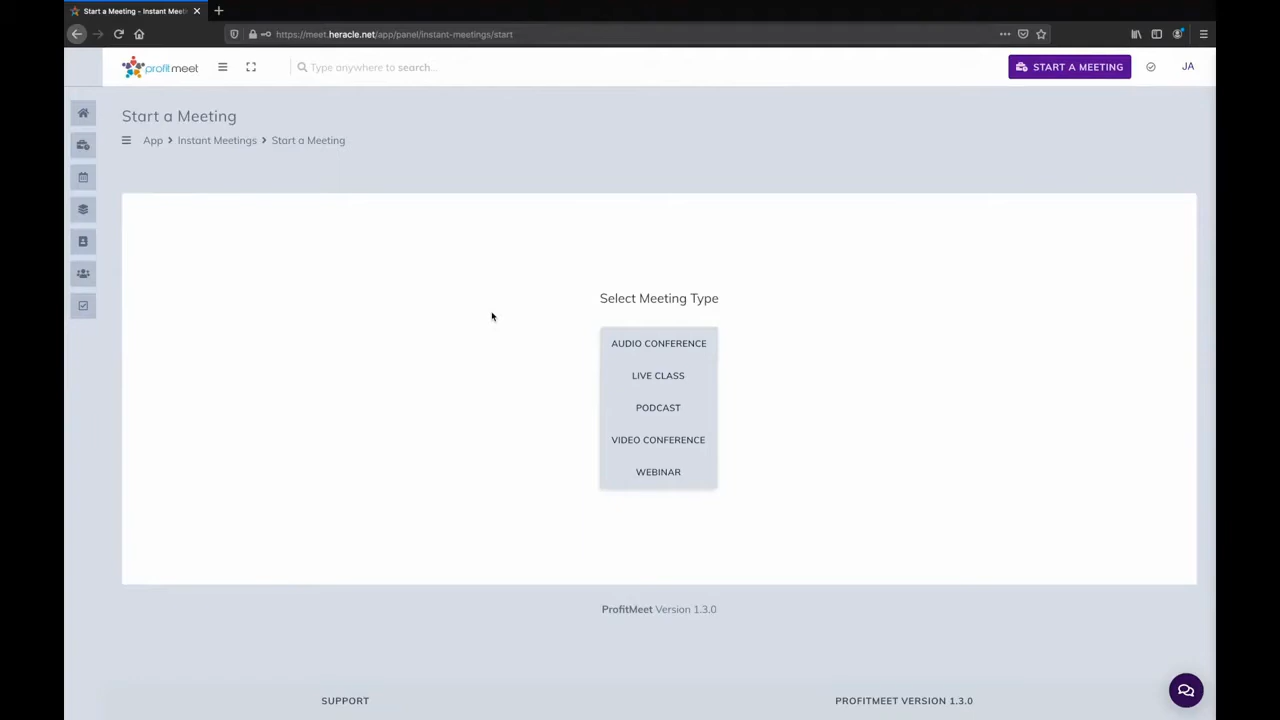 Start a Meeting - Instant Meeti
https://meet.heracle.net/app/panel/instant-meetings/start
profitmeet
Type anywhere to search...
START A MEETING
JA
Start a Meeting
App > Instant Meetings > Start a Meeting
Select Meeting Type
AUDIO CONFERENCE
LIVE CLASS
PODCAST
VIDEO CONFERENCE
WEBINAR
ProfitMeet Version 1.3.0
SUPPORT
PROFITMEET VERSION 1.3.0